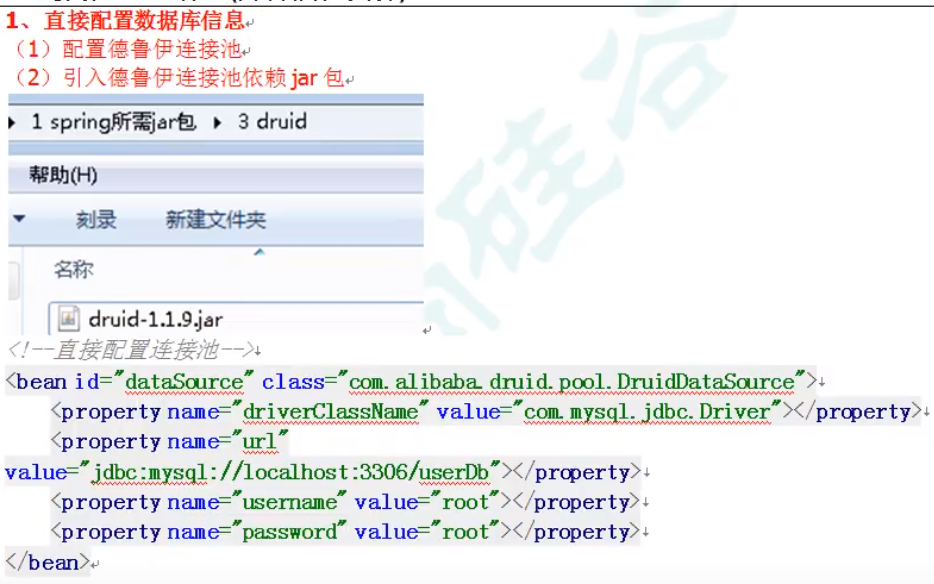 1、直接配置数据库信息
（1）配置德鲁伊连接池
（2）引入德鲁伊连接池依赖 jar 包
1 spring所需jar包 ▸ 3 druid
帮助(H)
刻录 新建文件夹
名称
druid-1.1.9.jar
<!--直接配置连接池-->
<bean id="dataSource" class="com.alibaba.druid.pool.DruidDataSource">
<property name="driverClassName" value="com.mysql.jdbc.Driver"></property>
<property name="url"
value="jdbc:mysql://localhost:3306/userDb"></property>
<property name="username" value="root"></property>
<property name="password" value="root"></property>
</bean>
硅谷